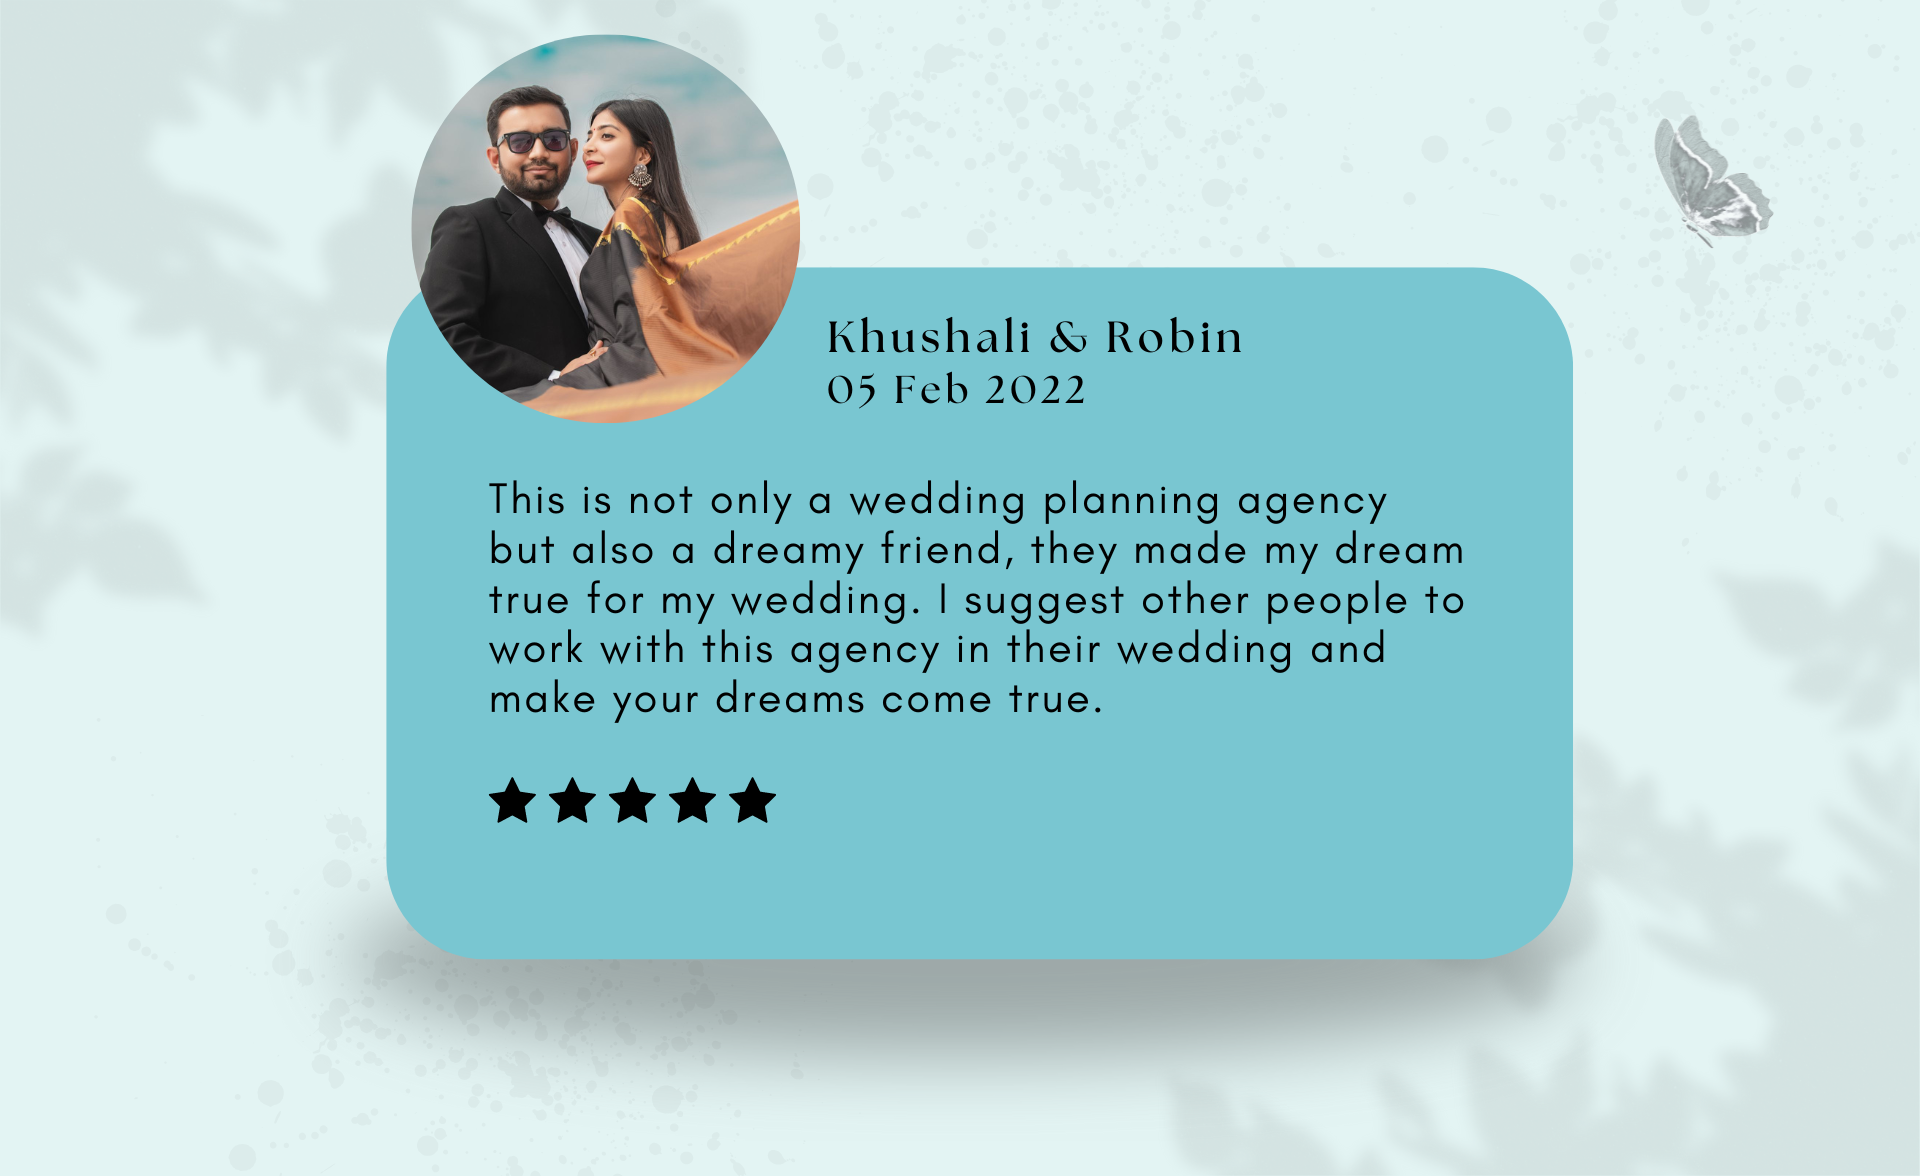 Khushali & Robin
05 Feb 2022
This is not only a wedding planning agency
but also a dreamy friend, they made my dream
true for my wedding. I suggest other people to
work with this agency in their wedding and
make your dreams come true.